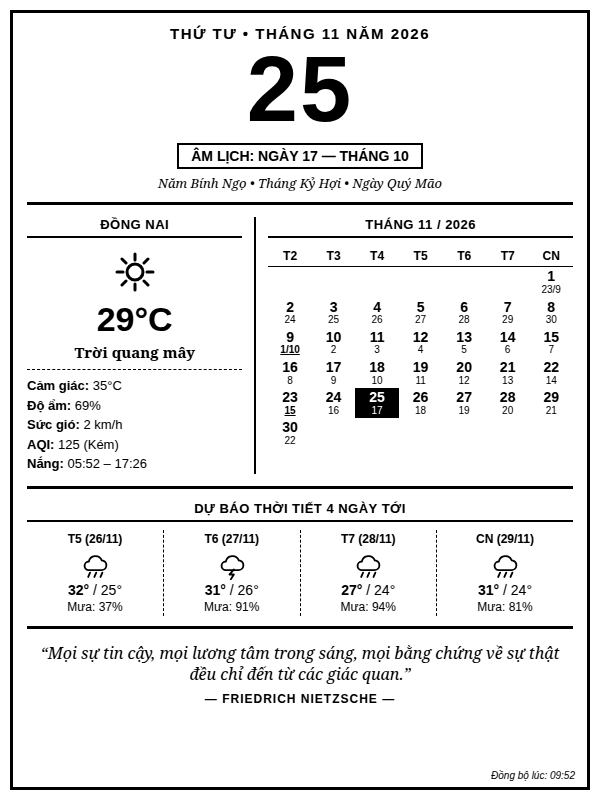 THỨ TƯ • THÁNG 11 NĂM 2026
25
ÂM LỊCH: NGÀY 17 — THÁNG 10
Năm Bính Ngọ • Tháng Kỷ Hợi • Ngày Quý Mão
ĐỒNG NAI
29°C
Trời quang mây
Cảm giác: 35°C
Độ ẩm: 69%
Sức gió: 2 km/h
AQI: 125 (Kém)
Nắng: 05:52 – 17:26
THÁNG 11 / 2026
T2 T3 T4 T5 T6 T7 CN
1
23/9
2 3 4 5 6 7 8
24 25 26 27 28 29 30
9 10 11 12 13 14 15
1/10 2 3 4 5 6 7
16 17 18 19 20 21 22
8 9 10 11 12 13 14
23 24 25 26 27 28 29
15 16 17 18 19 20 21
30
22
DỰ BÁO THỜI TIẾT 4 NGÀY TỚI
T5 (26/11) T6 (27/11) T7 (28/11) CN (29/11)
32° / 25° 31° / 26° 27° / 24° 31° / 24°
Mưa: 37% Mưa: 91% Mưa: 94% Mưa: 81%
“Mọi sự tin cậy, mọi lương tâm trong sáng, mọi bằng chứng về sự thật
đều chỉ đến từ các giác quan.”
— FRIEDRICH NIETZSCHE —
Đồng bộ lúc: 09:52